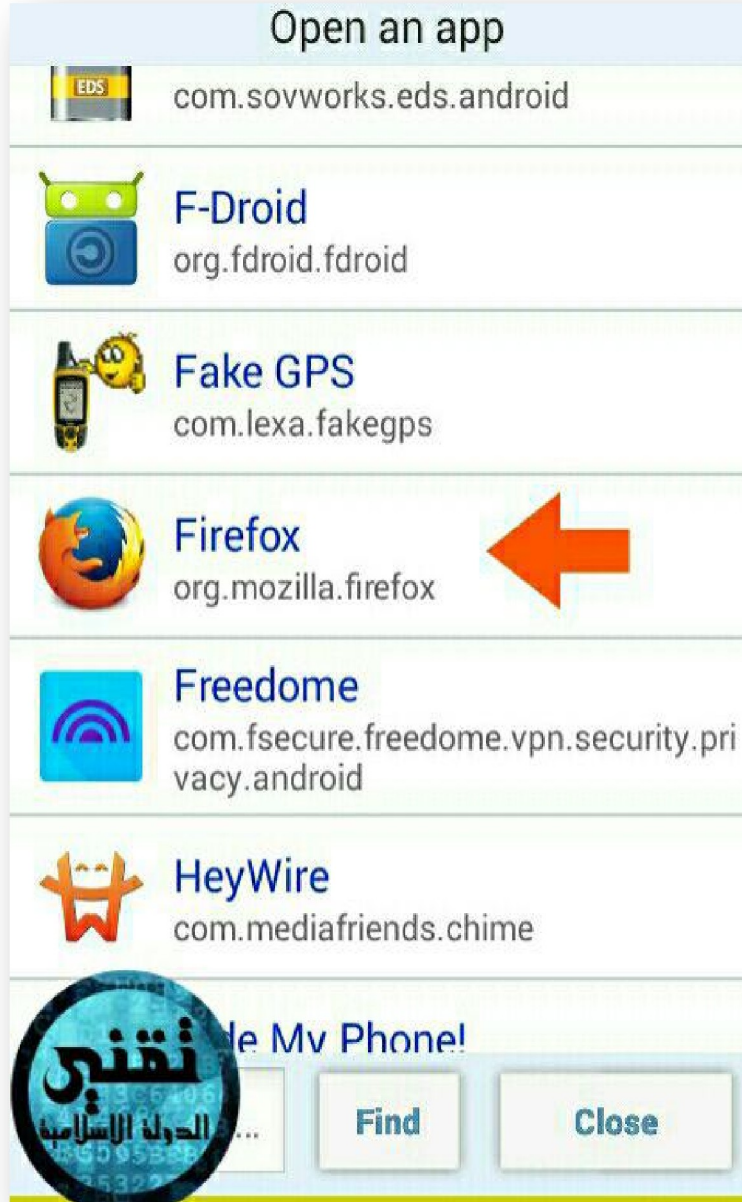 Open an app
EDS
com.sovworks.eds.android
F-Droid
org.fdroid.fdroid
Fake GPS
com.lexa.fakegps
Firefox
org.mozilla.firefox
Freedome
com.fsecure.freedome.vpn.security.pri
vacy.android
HeyWire
com.mediafriends.chime
de My Phone!
تقني
الدولة الاسلامية
...
Find
Close